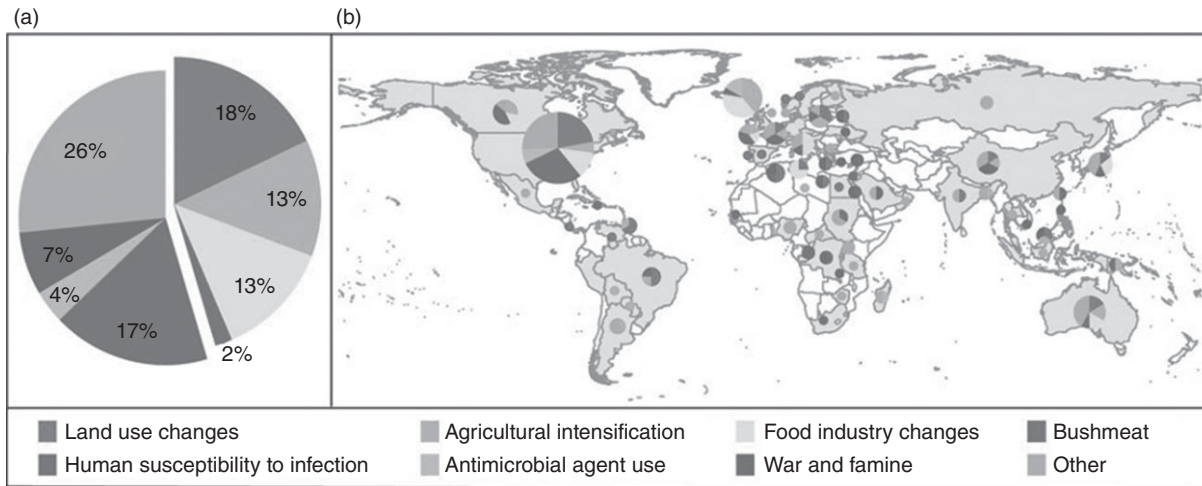 (a) (b)
18%
26%
13%
7%
13%
4%
17%
2%
Land use changes Agricultural intensification Food industry changes Bushmeat
Human susceptibility to infection Antimicrobial agent use War and famine Other